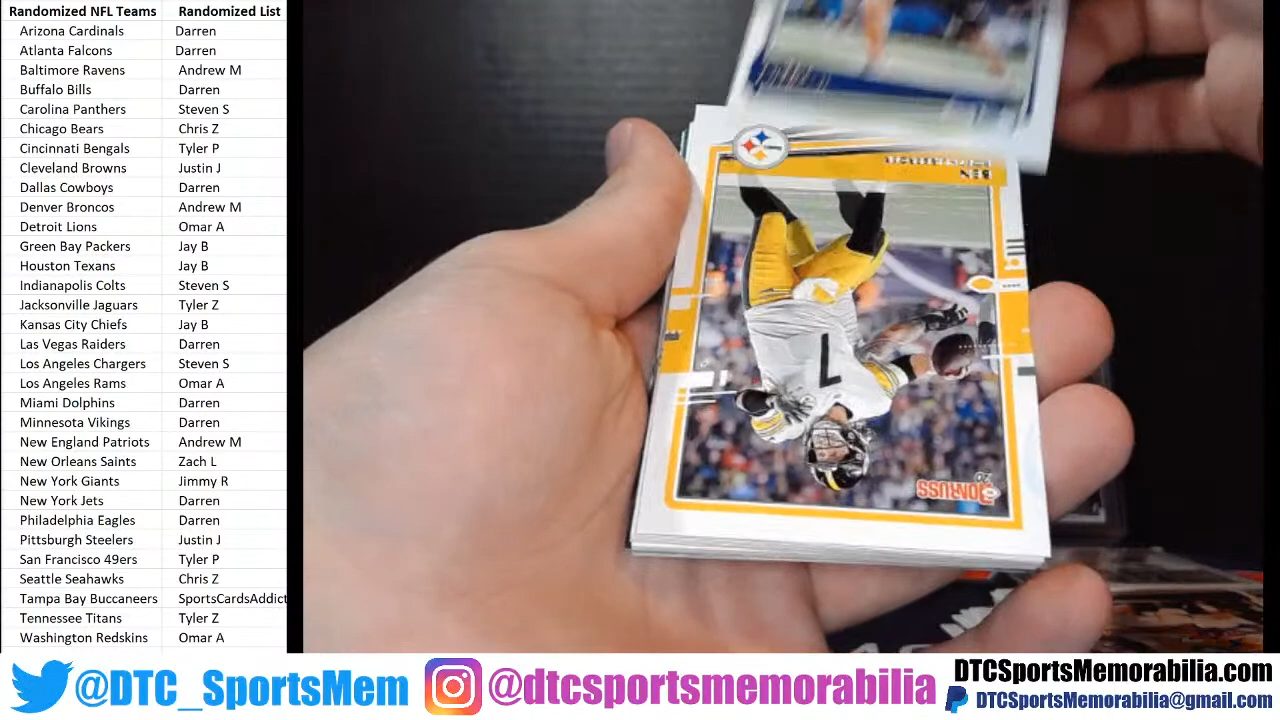 Randomized NFL Teams Randomized List
Arizona Cardinals Darren
Atlanta Falcons Darren
Baltimore Ravens Andrew M
Buffalo Bills Darren
Carolina Panthers Steven S
Chicago Bears Chris Z
Cincinnati Bengals Tyler P
Cleveland Browns Justin J
Dallas Cowboys Darren
Denver Broncos Andrew M
Detroit Lions Omar A
Green Bay Packers Jay B
Houston Texans Jay B
Indianapolis Colts Steven S
Jacksonville Jaguars Tyler Z
Kansas City Chiefs Jay B
Las Vegas Raiders Darren
Los Angeles Chargers Steven S
Los Angeles Rams Omar A
Miami Dolphins Darren
Minnesota Vikings Darren
New England Patriots Andrew M
New Orleans Saints Zach L
New York Giants Jimmy R
New York Jets Darren
Philadelphia Eagles Darren
Pittsburgh Steelers Justin J
San Francisco 49ers Tyler P
Seattle Seahawks Chris Z
Tampa Bay Buccaneers SportsCardsAddict
Tennessee Titans Tyler Z
Washington Redskins Omar A
BEN
7
20
DONRUSS
@DTC_SportsMem
@dtcsportsmemorabilia
DTCSportsMemorabilia.com
DTCSportsMemorabilia@gmail.com